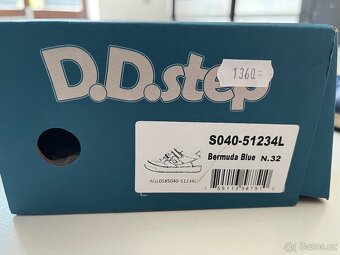 D.D.step
1360
S040-51234L
Bermuda Blue N.32
Bazos.cz